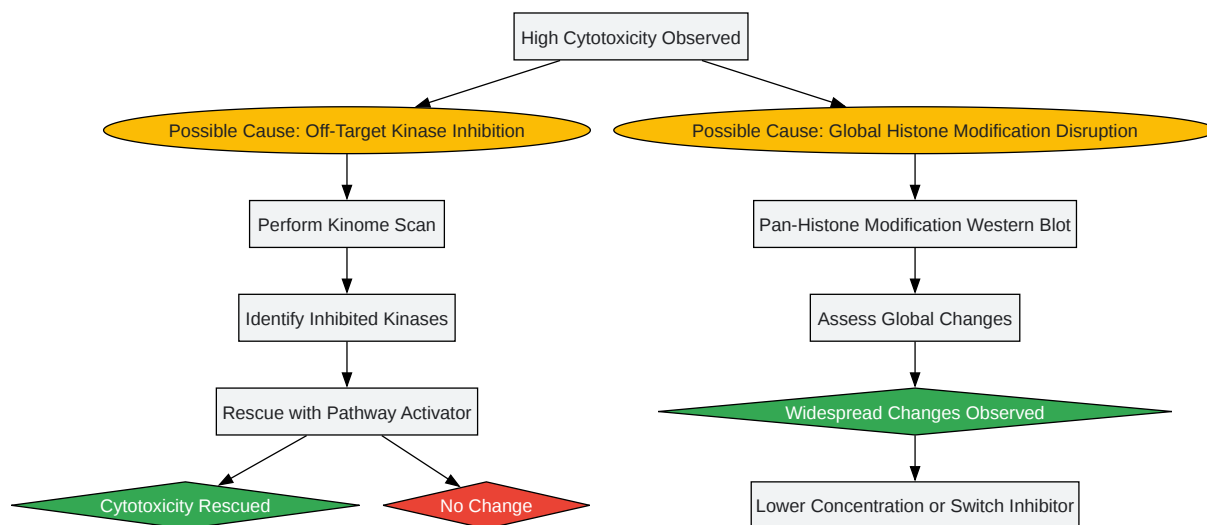 High Cytotoxicity Observed
Possible Cause: Off-Target Kinase Inhibition
Possible Cause: Global Histone Modification Disruption
Perform Kinome Scan
Pan-Histone Modification Western Blot
Identify Inhibited Kinases
Assess Global Changes
Rescue with Pathway Activator
Widespread Changes Observed
Cytotoxicity Rescued
No Change
Lower Concentration or Switch Inhibitor